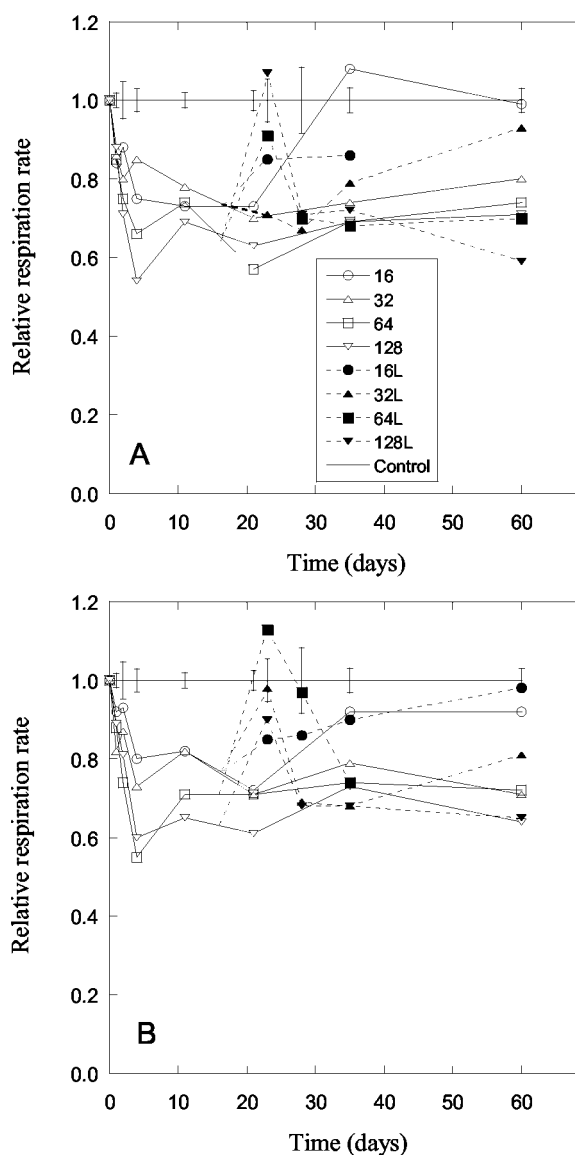 1.2
1.0
0.8
0.6
0.4
0.2
0.0
Relative respiration rate
16
32
64
128
16L
32L
64L
128L
Control
A
0 10 20 30 40 50 60
Time (days)
1.2
1.0
0.8
0.6
0.4
0.2
0.0
Relative respiration rate
B
0 10 20 30 40 50 60
Time (days)